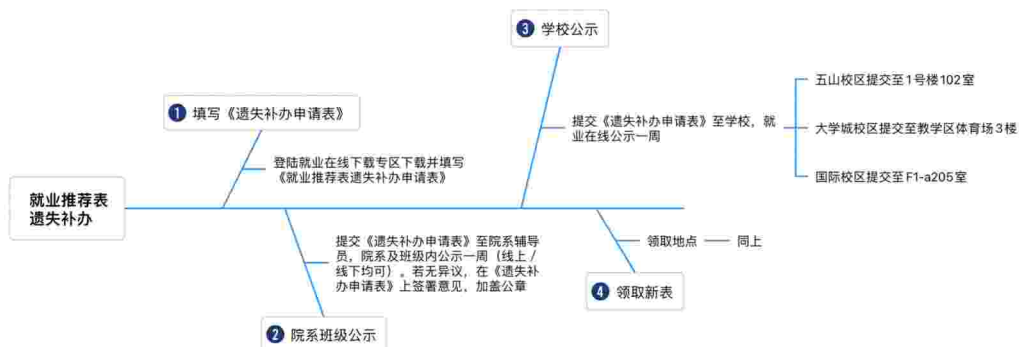 就业推荐表
遗失补办
1 填写《遗失补办申请表》
登陆就业在线下载专区下载并填写
《就业推荐表遗失补办申请表》
2 院系班级公示
提交《遗失补办申请表》至院系辅导
员，院系及班级内公示一周（线上/
线下均可）。若无异议，在《遗失补
办申请表》上签署意见，加盖公章
3 学校公示
提交《遗失补办申请表》至学校，就
业在线公示一周
五山校区提交至1号楼102室
大学城校区提交至教学区体育场3楼
国际校区提交至F1-a205室
4 领取新表
领取地点
同上